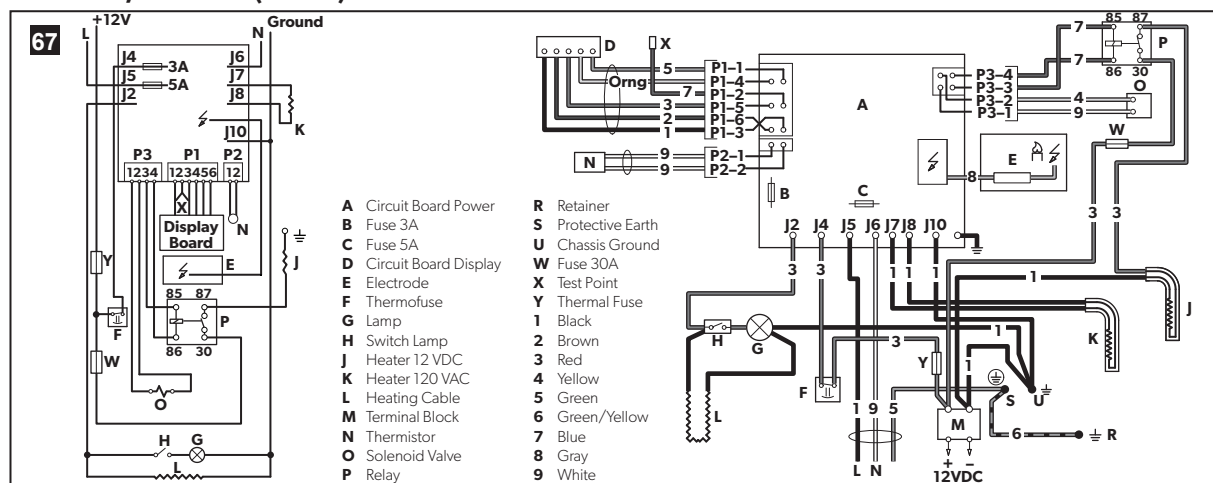 67
+12V
L
N
Ground
J4
3A
J5
5A
J2
J6
J7
J8
J10
K
P3
P1
P2
1234
123456
12
X
N
Display
Board
E
J
Y
F
W
85 87
P
86 30
O
H G
L
A Circuit Board Power
B Fuse 3A
C Fuse 5A
D Circuit Board Display
E Electrode
F Thermofuse
G Lamp
H Switch Lamp
J Heater 12 VDC
K Heater 120 VAC
L Heating Cable
M Terminal Block
N Thermistor
O Solenoid Valve
P Relay
R Retainer
S Protective Earth
U Chassis Ground
W Fuse 30A
X Test Point
Y Thermal Fuse
1 Black
2 Brown
3 Red
4 Yellow
5 Green
6 Green/Yellow
7 Blue
8 Gray
9 White
D
X
5 P1–1
Orng P1–4
7 P1–2
3 P1–5
2 P1–6
1 P1–3
N
9 P2–1
9 P2–2
A
B
C
P3–4 7
P3–3 7
P3–2 4
P3–1 9
85 87
P
86 30
O
W
E
8
3 3
J2 J4 J5 J6 J7 J8 J10
3 3 1 1 1
1
J
K
H
G
1
3
Y
1
F
L
1 9 5
S
U
M
6
R
L N
+ –
12VDC